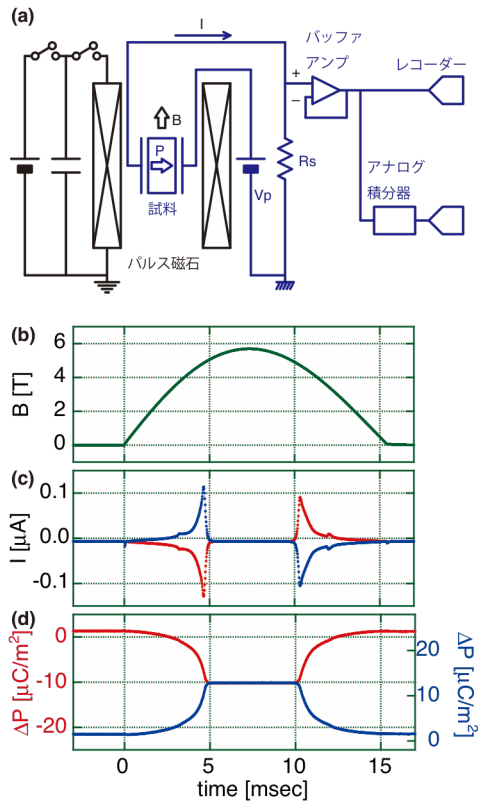 (a)
I
バッファ
アンプ
レコーダー
+
−
B
P
試料
Rs
Vp
アナログ
積分器
パルス磁石
(b)
B [T]
6
4
2
0
(c)
I [μA]
0.1
0.0
-0.1
(d)
ΔP [μC/m²]
0
-10
-20
ΔP [μC/m²]
20
10
0
0 5 10 15
time [msec]